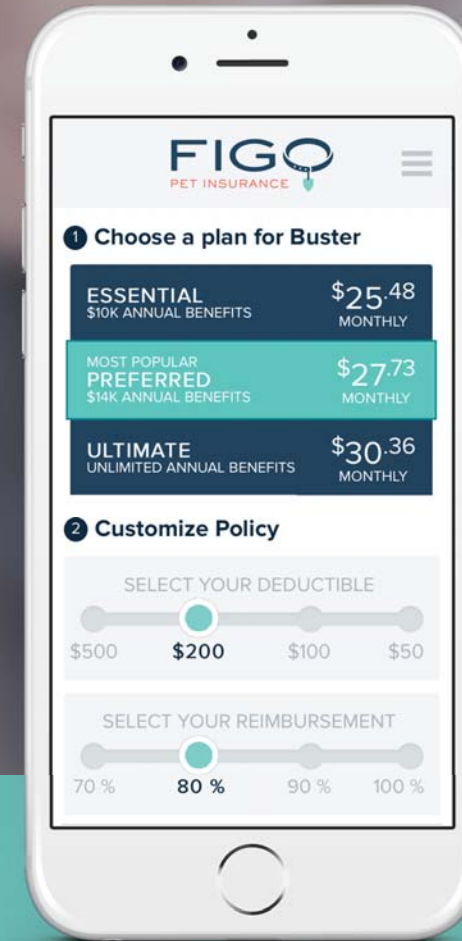 FIGO
PET INSURANCE
1 Choose a plan for Buster
ESSENTIAL $25.48
$10K ANNUAL BENEFITS MONTHLY
MOST POPULAR
PREFERRED $27.73
$14K ANNUAL BENEFITS MONTHLY
ULTIMATE $30.36
UNLIMITED ANNUAL BENEFITS MONTHLY
2 Customize Policy
SELECT YOUR DEDUCTIBLE
$500 $200 $100 $50
SELECT YOUR REIMBURSEMENT
70 % 80 % 90 % 100 %